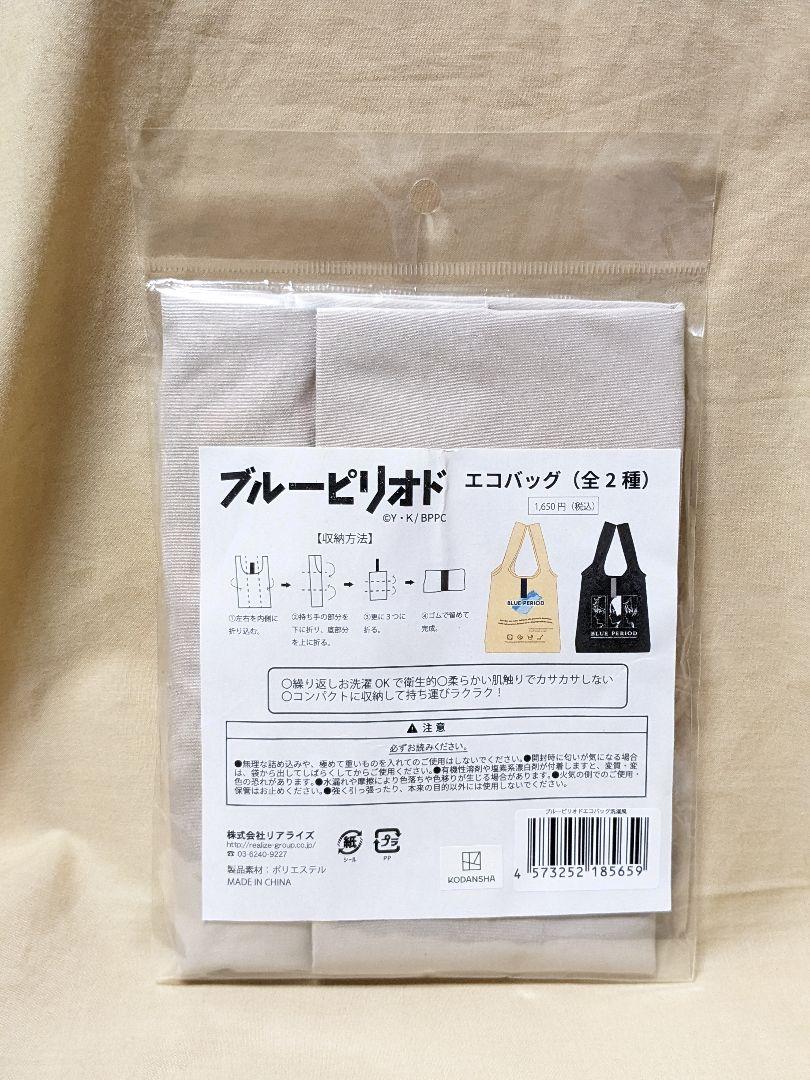 ブルーピリオド
エコバッグ（全２種）
©Y・K/BPPC
1,650円（税込）
【収納方法】
①左右を内側に
折り込む。
②持ち手の部分を
下に折り、底部分
を上に折る。
③更に３つに
折る。
④ゴムで留めて
完成。
BLUE PERIOD
BLUE PERIOD
〇繰り返しお洗濯OKで衛生的〇柔らかい肌触りでカサカサしない
〇コンパクトに収納して持ち運びラクラク！
注意
必ずお読みください。
●無理な詰め込みや、極めて重いものを入れてのご使用はしないでください。●開封時に匂いが気になる場合
は、袋から出してしばらくしてからご使用ください。●有機性溶剤や塩素系漂白剤が付着しますと、変質・変
色の恐れがあります。●水漏れや摩擦により色落ちや色移りが生じる場合があります。●火気の側でのご使用・
保管はお止めください。●強く引っ張ったり、本来の目的以外には使用しないでください。
株式会社リアライズ
http://realize-group.co.jp/
☎ 03-6240-9227
製品素材：ポリエステル
MADE IN CHINA
紙
シール
プラ
PP
KODANSHA
ブルーピリオドエコバッグ洗濯風
4 573252 185659